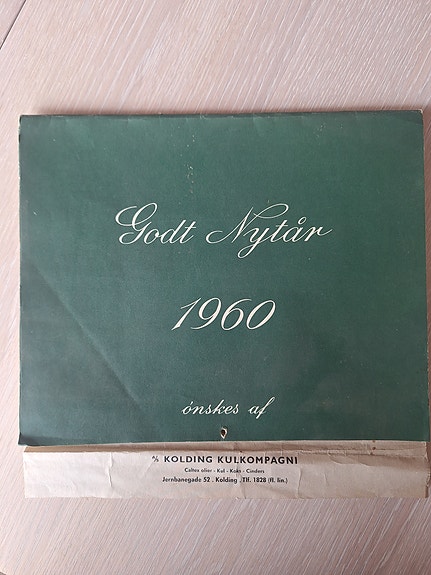 Godt Nytår
1960
ønskes af
A/S KOLDING KULKOMPAGNI
Caltex olier - Kul - Koks - Cinders
Jernbanegade 52 . Kolding . Tlf. 1828 (fl. lin.)